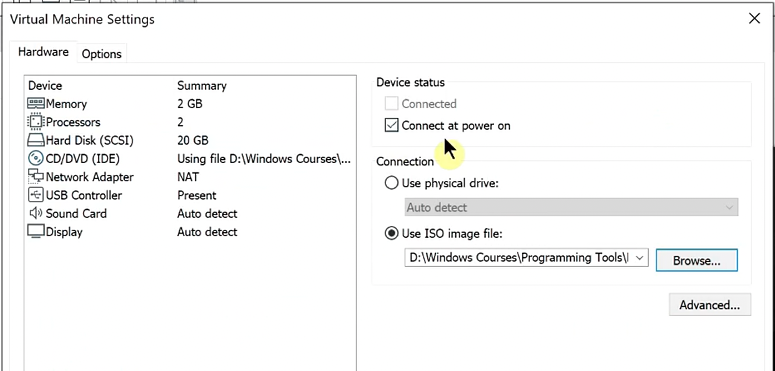 Virtual Machine Settings
Hardware Options
Device Summary
Memory 2 GB
Processors 2
Hard Disk (SCSI) 20 GB
CD/DVD (IDE) Using file D:\Windows Courses\...
Network Adapter NAT
USB Controller Present
Sound Card Auto detect
Display Auto detect
Device status
Connected
Connect at power on
Connection
Use physical drive:
Auto detect
Use ISO image file:
D:\Windows Courses\Programming Tools\
Browse...
Advanced...